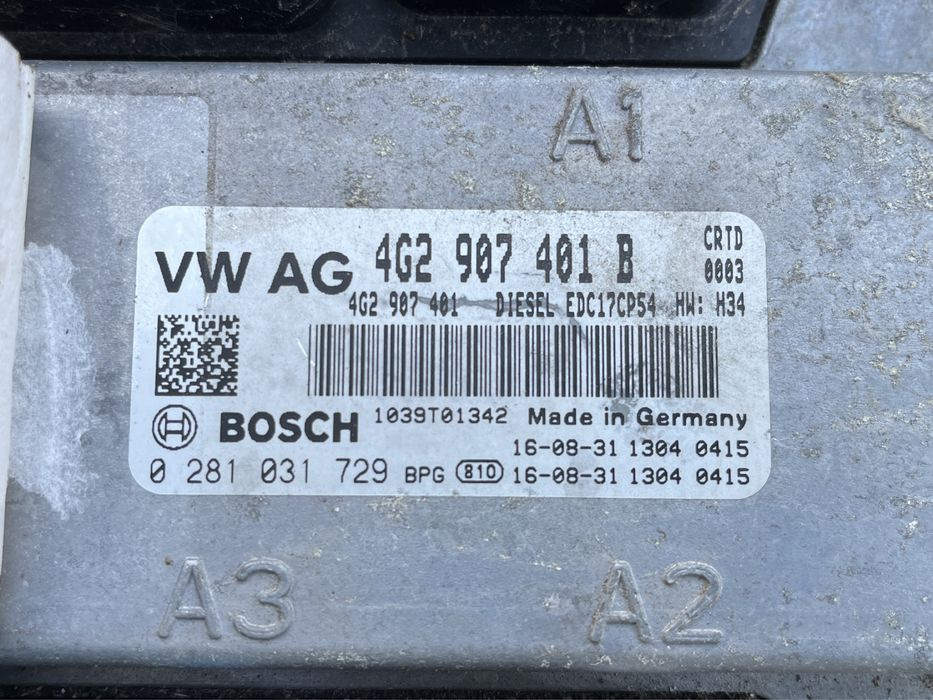 A1
VW AG 4G2 907 401 B CRTD
0003
4G2 907 401 DIESEL EDC17CP54 HW: H34
BOSCH 1039T01342 Made in Germany
16-08-31 1304 0415
0 281 031 729 BPG 810 16-08-31 1304 0415
A3 A2